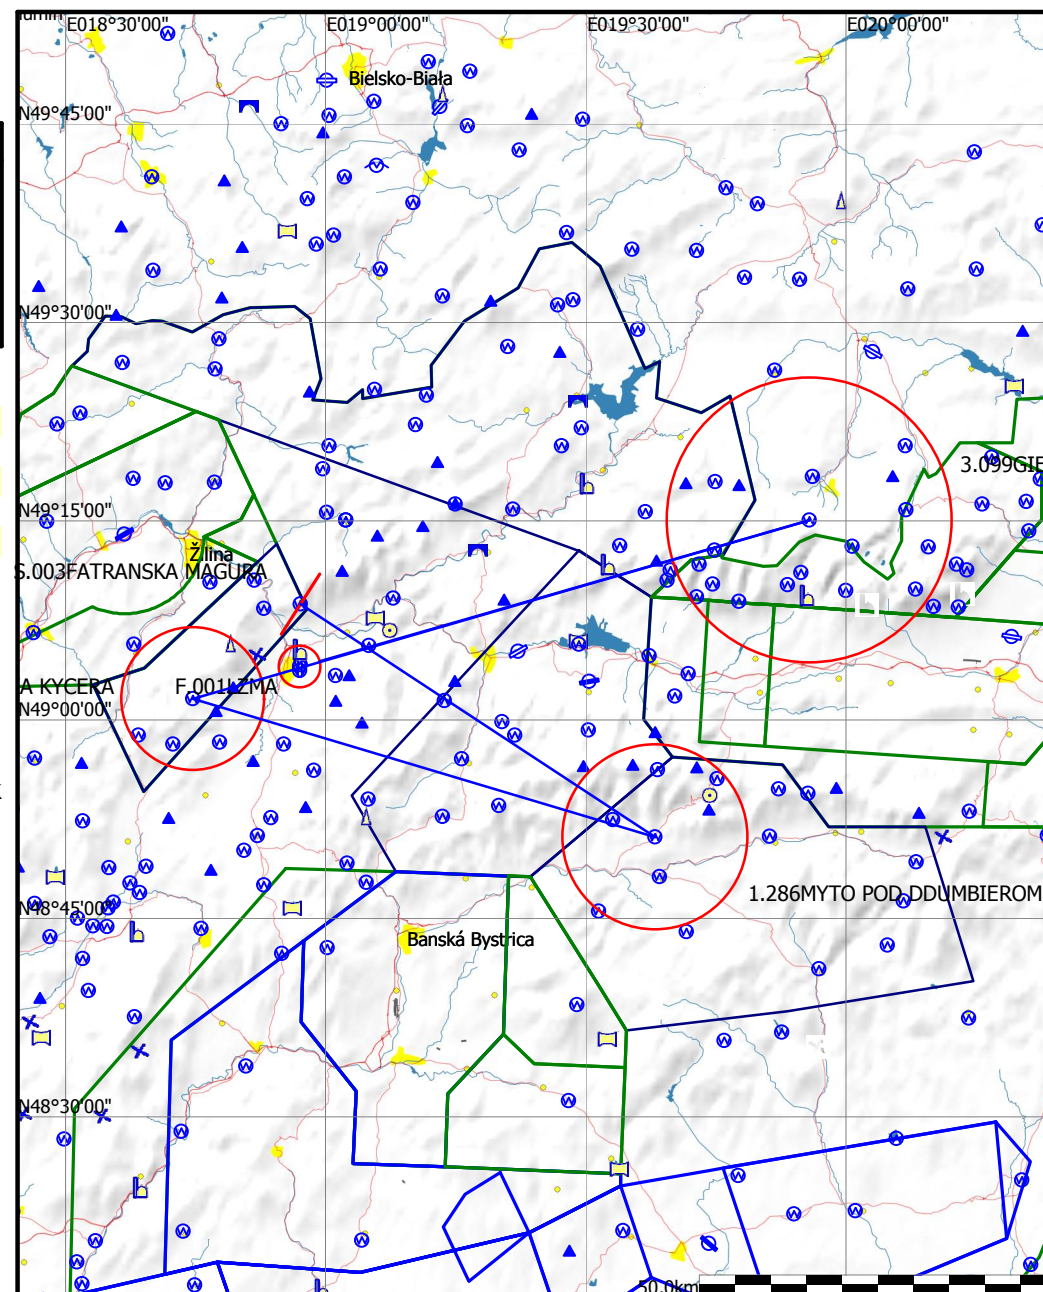 E018°30'00"
E019°00'00"
E019°30'00"
E020°00'00"
Bielsko-Biała
N49°45'00"
N49°30'00"
3.099GIE
N49°15'00"
Žilina
S.003FATRANSKA MAGURA
A KYCERA
F.001LZMA
N49°00'00"
1.286MYTO POD DDUMBIEROM
N48°45'00"
Banská Bystrica
N48°30'00"
50.0km